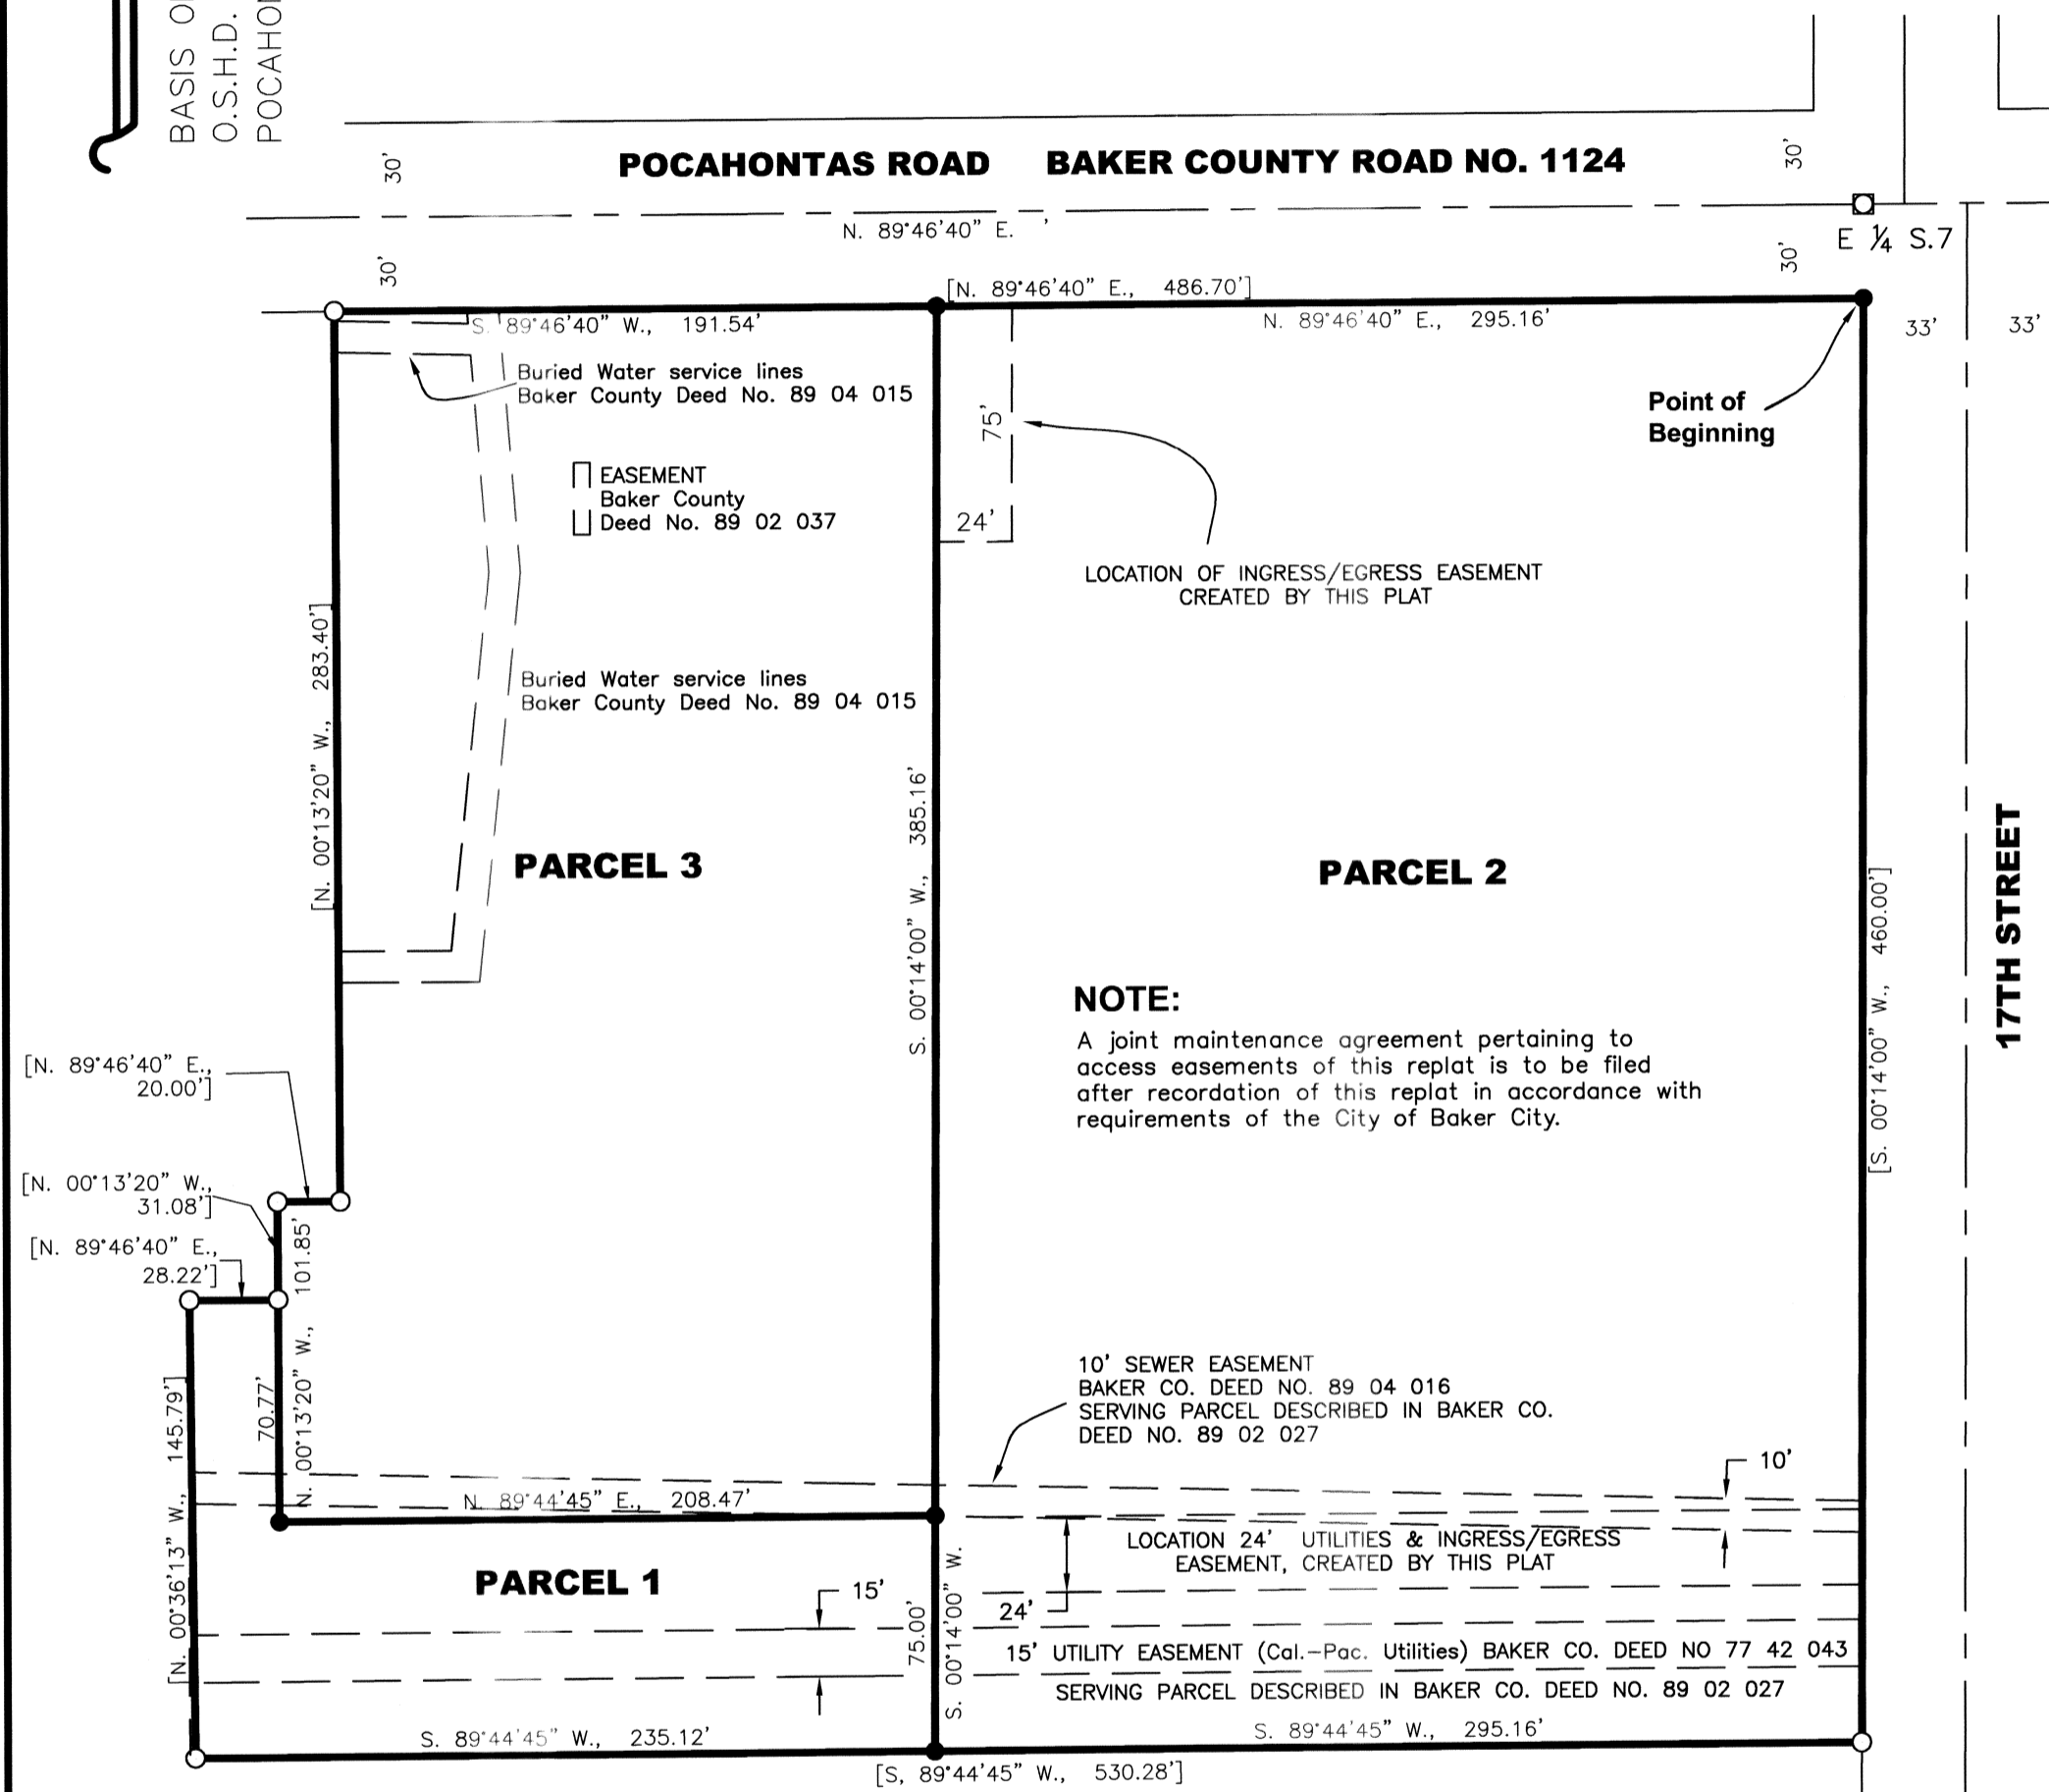 BASIS
O.S.H.D.
30'
POCAHONTAS ROAD BAKER COUNTY ROAD NO. 1124
30'
N. 89°46'40" E. '
E ¼ S.7
30'
30'
[N. 89°46'40" E., 486.70']
S. 89°46'40" W., 191.54'
N. 89°46'40" E., 295.16'
33'
33'
Buried Water service lines
Baker County Deed No. 89 04 015
75'
Point of
Beginning
EASEMENT
Baker County
Deed No. 89 02 037
24'
LOCATION OF INGRESS/EGRESS EASEMENT
CREATED BY THIS PLAT
[N. 00°13'20" W., 283.40']
Buried Water service lines
Baker County Deed No. 89 04 015
S. 00°14'00" W., 385.16'
PARCEL 3
PARCEL 2
[S. 00°14'00" W., 460.00']
17TH STREET
NOTE:
A joint maintenance agreement pertaining to
access easements of this replat is to be filed
after recordation of this replat in accordance with
requirements of the City of Baker City.
[N. 89°46'40" E.,
20.00']
[N. 00°13'20" W.,
31.08']
[N. 89°46'40" E.,
28.22']
N. 00°13'20" W., 101.85'
70.77'
[N. 00°36'13" W., 145.79']
10' SEWER EASEMENT
BAKER CO. DEED NO. 89 04 016
SERVING PARCEL DESCRIBED IN BAKER CO.
DEED NO. 89 02 027
10'
N. 89°44'45" E., 208.47'
LOCATION 24' UTILITIES & INGRESS/EGRESS
EASEMENT, CREATED BY THIS PLAT
PARCEL 1
15'
24'
75.00'
S. 00°14'00" W.
15' UTILITY EASEMENT (Cal.-Pac. Utilities) BAKER CO. DEED NO 77 42 043
SERVING PARCEL DESCRIBED IN BAKER CO. DEED NO. 89 02 027
S. 89°44'45" W., 235.12'
S. 89°44'45" W., 295.16'
[S, 89°44'45" W., 530.28']